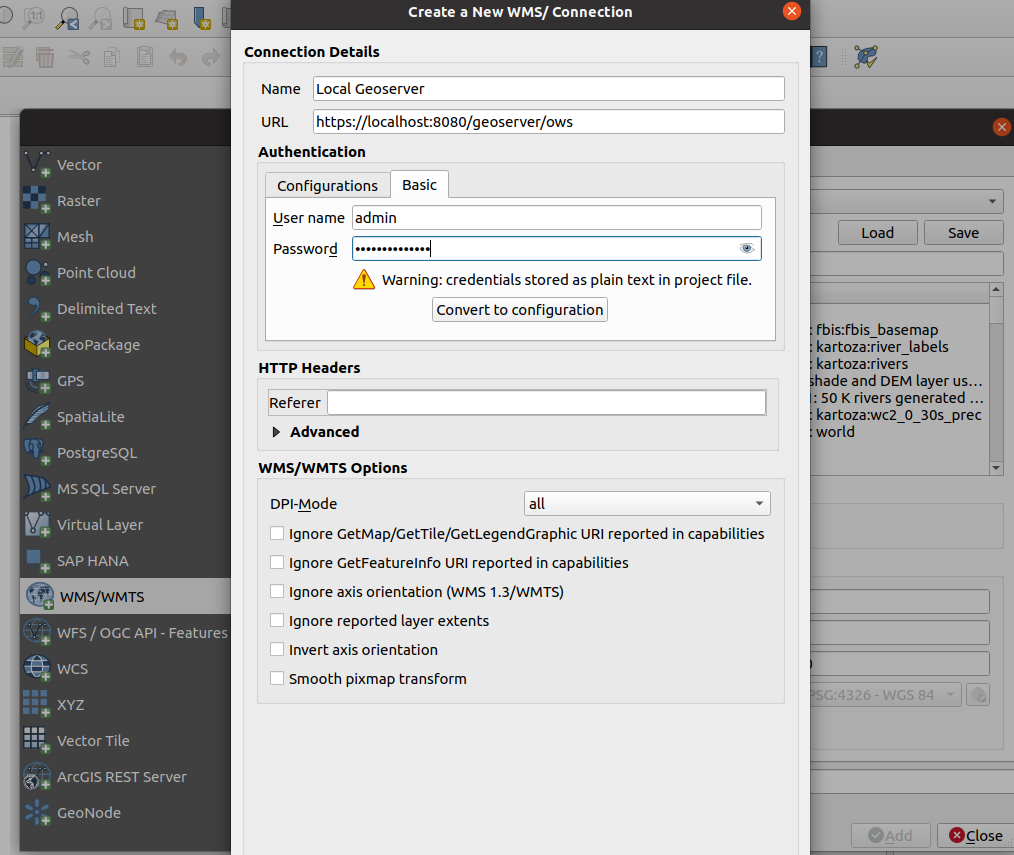 Create a New WMS/ Connection
Connection Details
Name Local Geoserver
URL https://localhost:8080/geoserver/ows
Authentication
Configurations Basic
User name admin
Password ••••••••••••••
Warning: credentials stored as plain text in project file.
Convert to configuration
HTTP Headers
Referer
Advanced
WMS/WMTS Options
DPI-Mode all
Ignore GetMap/GetTile/GetLegendGraphic URI reported in capabilities
Ignore GetFeatureInfo URI reported in capabilities
Ignore axis orientation (WMS 1.3/WMTS)
Ignore reported layer extents
Invert axis orientation
Smooth pixmap transform
Vector
Raster
Mesh
Point Cloud
Delimited Text
GeoPackage
GPS
SpatiaLite
PostgreSQL
MS SQL Server
Virtual Layer
SAP HANA
WMS/WMTS
WFS / OGC API - Features
WCS
XYZ
Vector Tile
ArcGIS REST Server
GeoNode
Load Save
: fbis:fbis_basemap
: kartoza:river_labels
: kartoza:rivers
shade and DEM layer us…
: 50 K rivers generated …
: kartoza:wc2_0_30s_prec
: world
PSG:4326 - WGS 84
Add Close